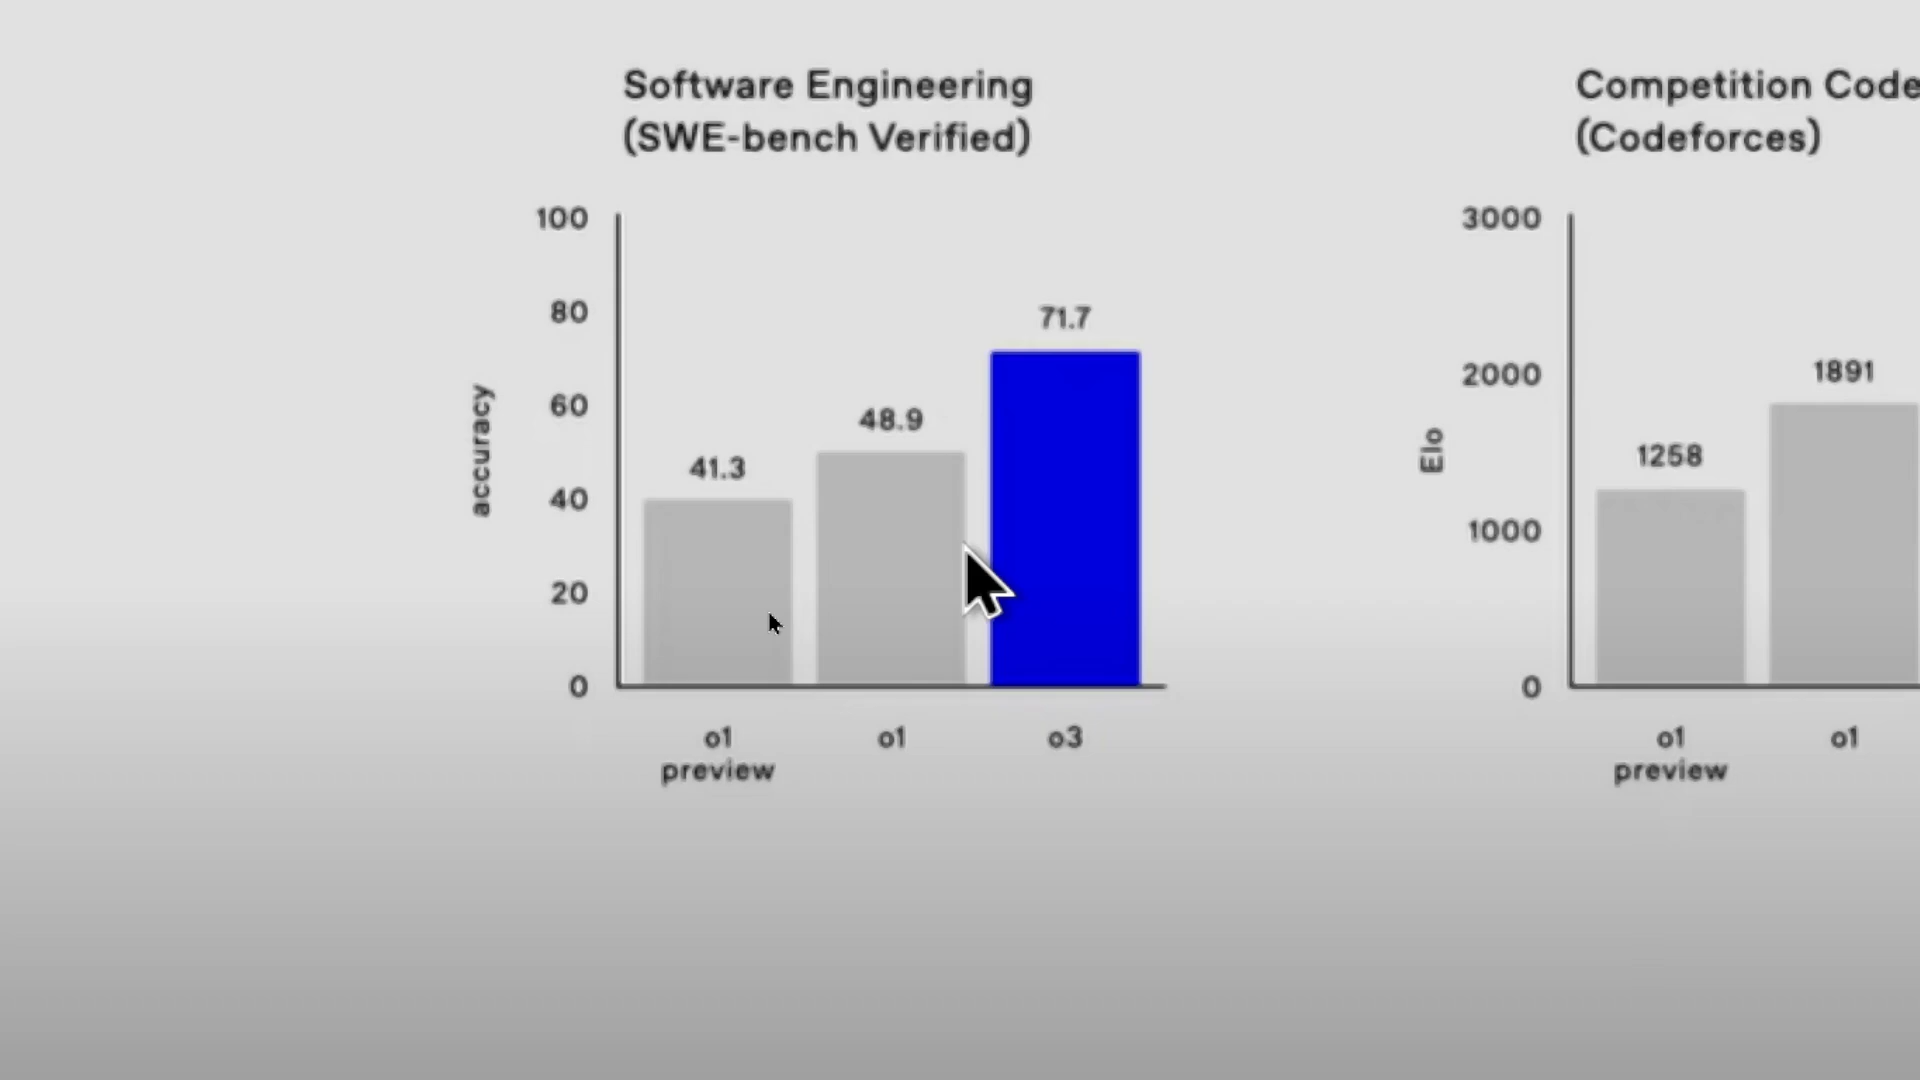 Software Engineering
(SWE-bench Verified)
100
80
60
40
20
0
accuracy
41.3
48.9
71.7
o1
preview
o1
o3
Competition Code
(Codeforces)
3000
2000
1000
0
Elo
1258
1891
o1
preview
o1